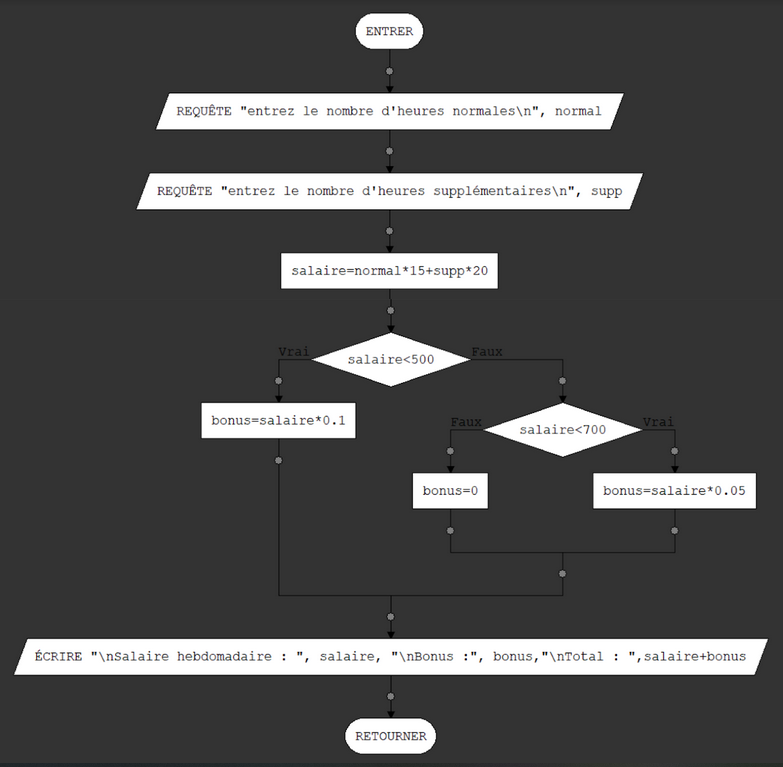 ENTRER
REQUÊTE "entrez le nombre d'heures normales\n", normal
REQUÊTE "entrez le nombre d'heures supplémentaires\n", supp
salaire=normal*15+supp*20
Vrai
salaire<500
Faux
bonus=salaire*0.1
Faux
salaire<700
Vrai
bonus=0
bonus=salaire*0.05
ÉCRIRE "\nSalaire hebdomadaire : ", salaire, "\nBonus :", bonus,"\nTotal : ",salaire+bonus
RETOURNER